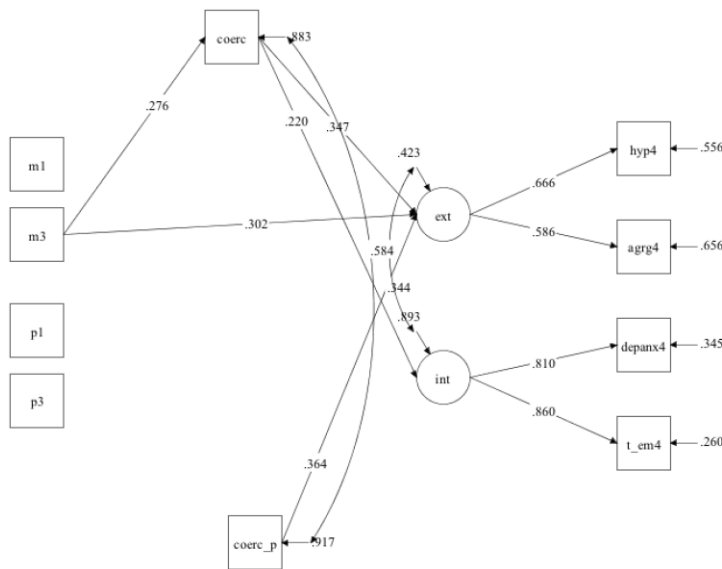 coerc
.883
.276
.220
.347
.423
hyp4
.556
m1
.666
m3
.302
ext
.586
agrg4
.656
.584
.344
p1
.893
depanx4
.345
.810
p3
int
.860
t_em4
.260
.364
coerc_p
.917